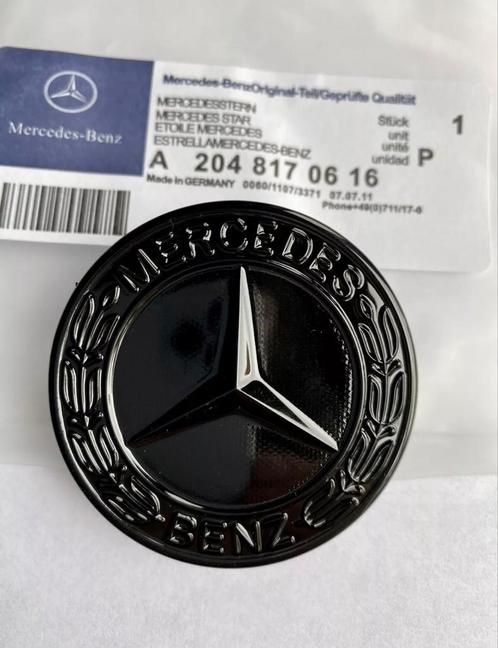 Mercedes-Benz
Mercedes-BenzOriginal-Teil/Geprüfte Qualität
MERCEDESSTERN
MERCEDES STAR
ETOILE MERCEDES
ESTRELLAMERCEDES-BENZ
Stück
unit
unité
unidad
1
P
A 204 817 06 16
Made in GERMANY 0060/1107/3371 07.07.11
Phone+49(0)711/17-0
MERCEDES
BENZ